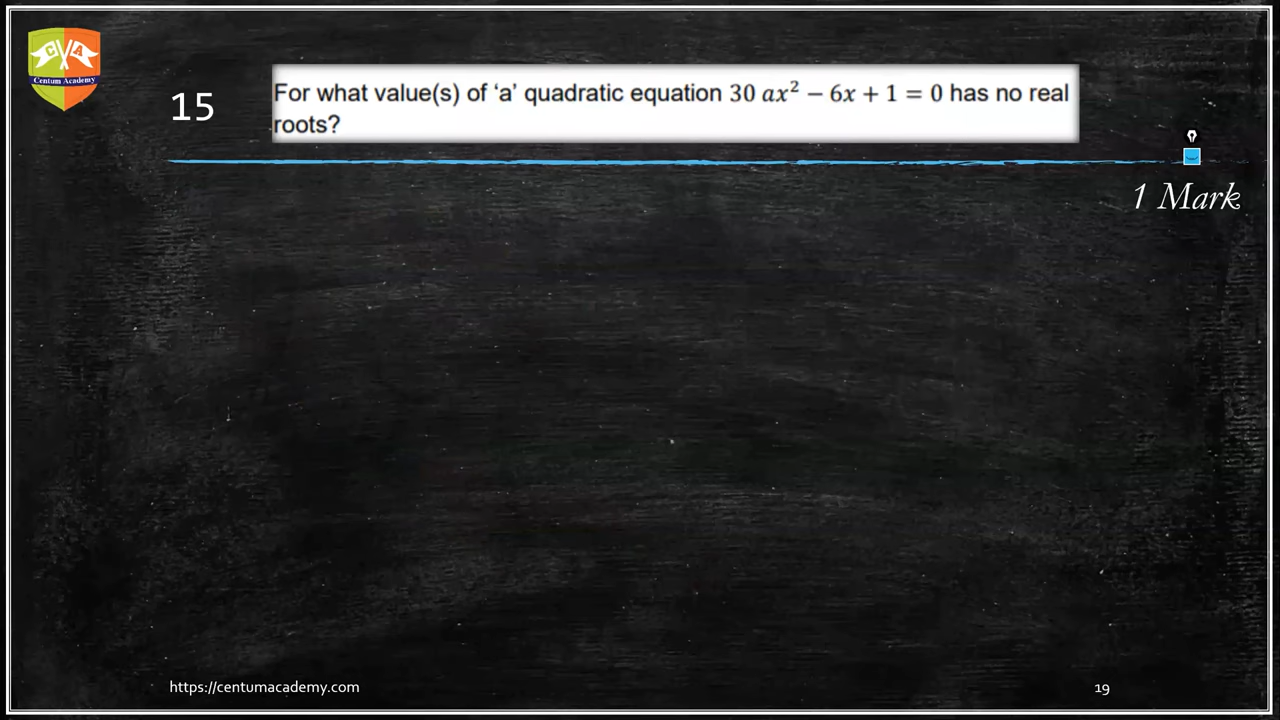 C A
Centum Academy
15
For what value(s) of ‘a’ quadratic equation 30 𝑎𝑥² − 6𝑥 + 1 = 0 has no real
roots?
1 Mark
https://centumacademy.com
19